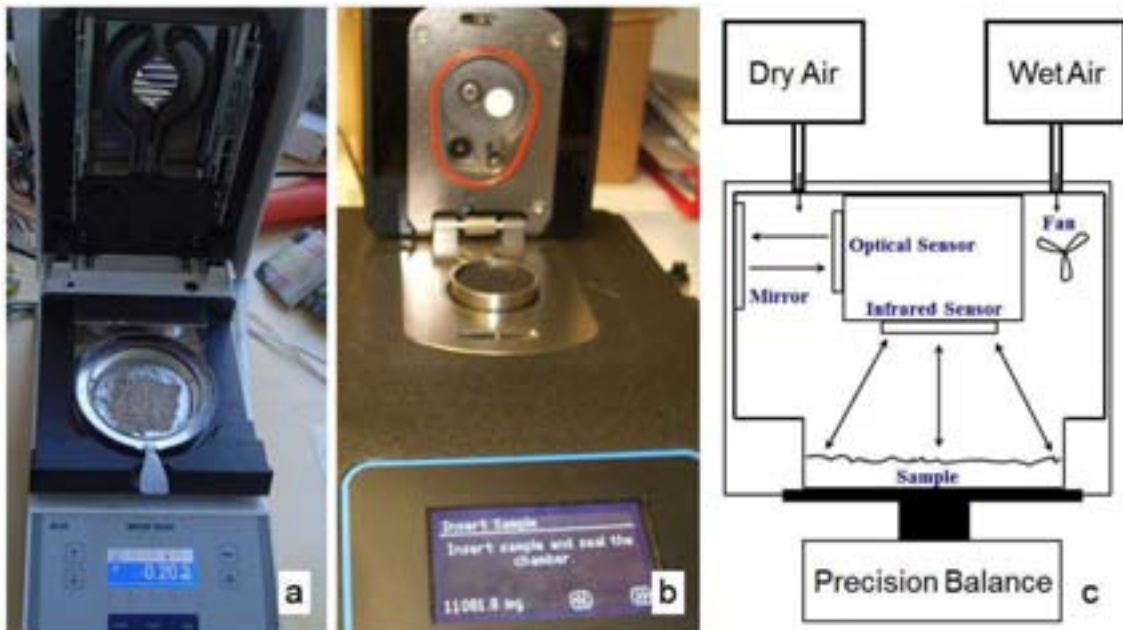 -0.20
a
Insert Sample
Insert sample and seal the
chamber.
11081.8 mg
b
Dry Air
Wet Air
Optical Sensor
Fan
Mirror
Infrared Sensor
Sample
Precision Balance
c